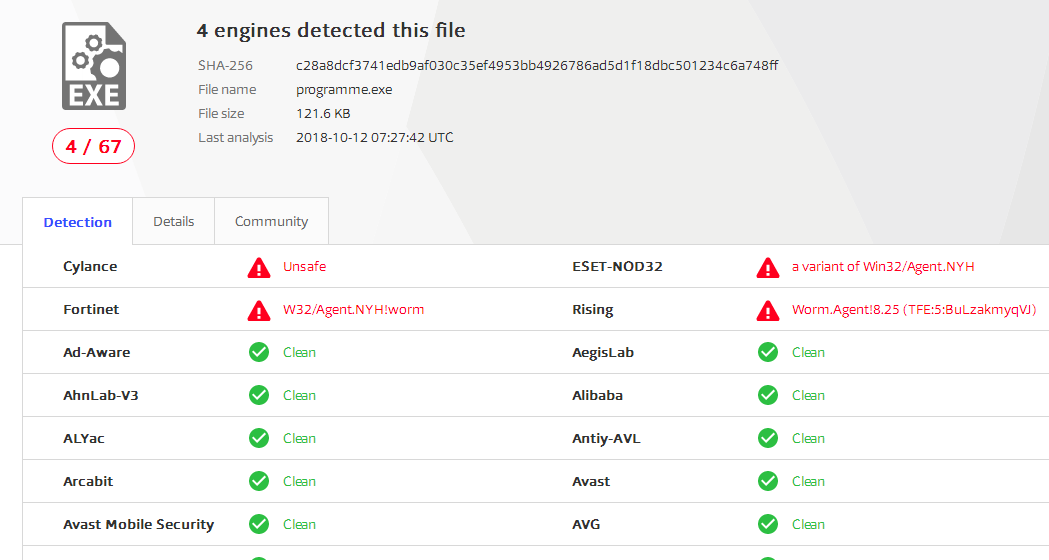 4 engines detected this file
SHA-256 c28a8dcf3741edb9af030c35ef4953bb4926786ad5d1f18dbc501234c6a748ff
File name programme.exe
File size 121.6 KB
Last analysis 2018-10-12 07:27:42 UTC
EXE
4 / 67
Detection Details Community
Cylance Unsafe ESET-NOD32 a variant of Win32/Agent.NYH
Fortinet W32/Agent.NYH!worm Rising Worm.Agent!8.25 (TFE:5:BuLzakmyqVJ)
Ad-Aware Clean AegisLab Clean
AhnLab-V3 Clean Alibaba Clean
ALYac Clean Antiy-AVL Clean
Arcabit Clean Avast Clean
Avast Mobile Security Clean AVG Clean